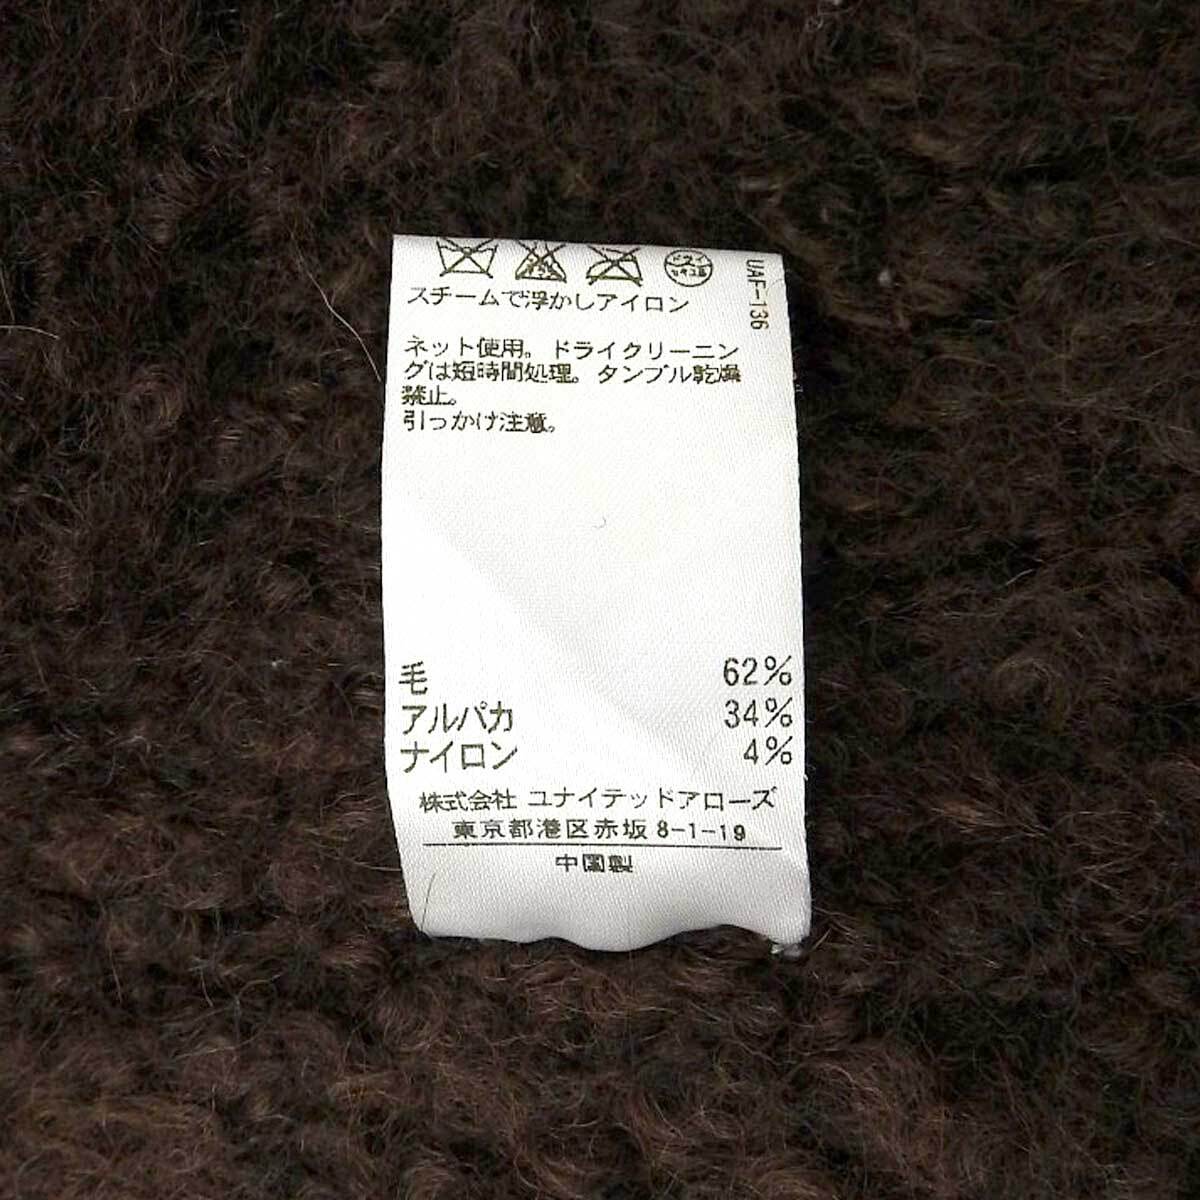 UAF-136
スチームで浮かしアイロン
ネット使用。ドライクリーニン
グは短時間処理。タンブル乾燥
禁止。
引っかけ注意。
毛 62%
アルパカ 34%
ナイロン 4%
株式会社 ユナイテッドアローズ
東京都港区赤坂 8-1-19
中国製